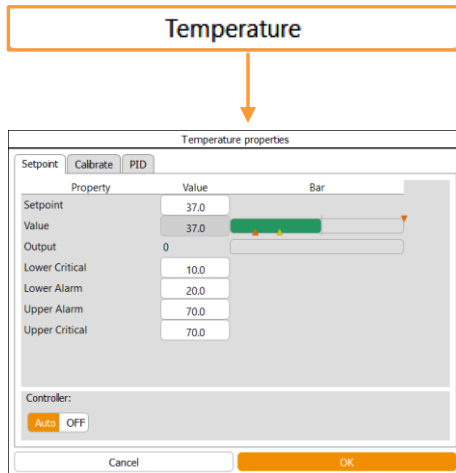 Temperature
Temperature properties
Setpoint Calibrate PID
Property Value Bar
Setpoint 37.0
Value 37.0
Output 0
Lower Critical 10.0
Lower Alarm 20.0
Upper Alarm 70.0
Upper Critical 70.0
Controller:
Auto OFF
Cancel OK